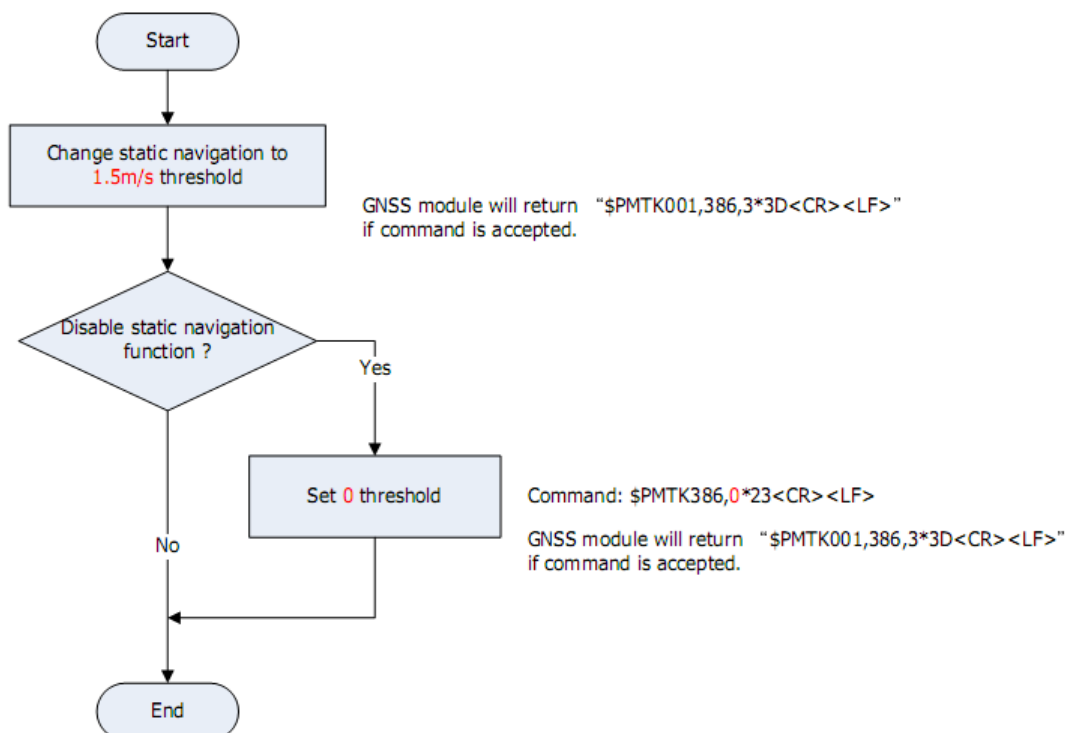 Start
Change static navigation to
1.5m/s threshold
GNSS module will return “$PMTK001,386,3*3D<CR><LF>”
if command is accepted.
Disable static navigation
function ?
Yes
Set 0 threshold
Command: $PMTK386,0*23<CR><LF>
GNSS module will return “$PMTK001,386,3*3D<CR><LF>”
if command is accepted.
No
End